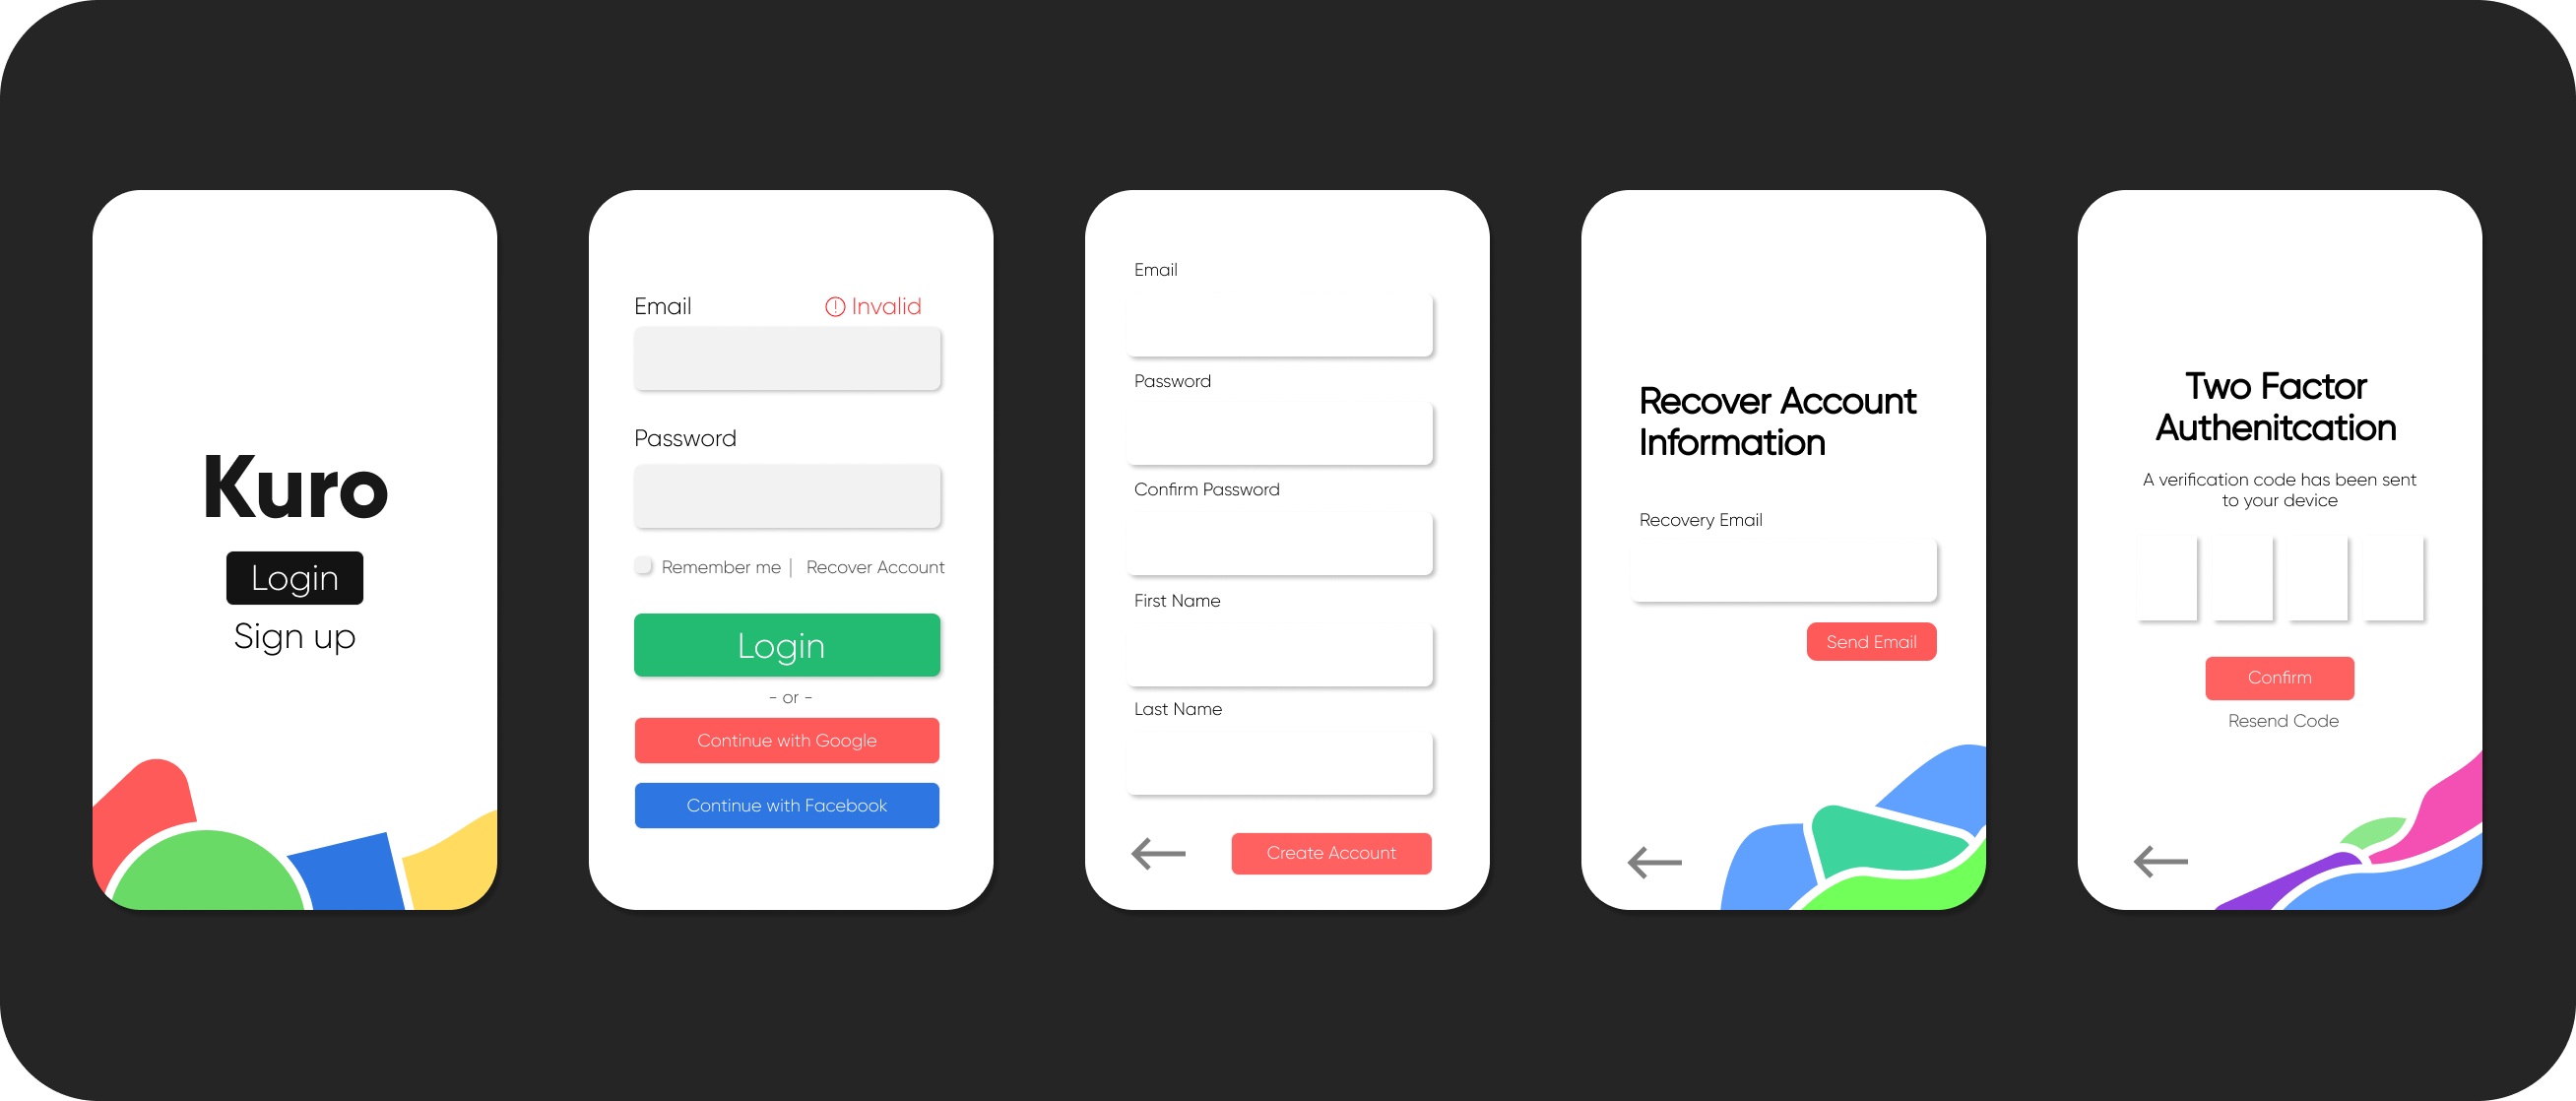 Kuro
Login
Sign up
Email
Invalid
Password
Remember me | Recover Account
Login
- or -
Continue with Google
Continue with Facebook
Email
Password
Confirm Password
First Name
Last Name
Create Account
Recover Account
Information
Recovery Email
Send Email
Two Factor
Authenitcation
A verification code has been sent
to your device
Confirm
Resend Code